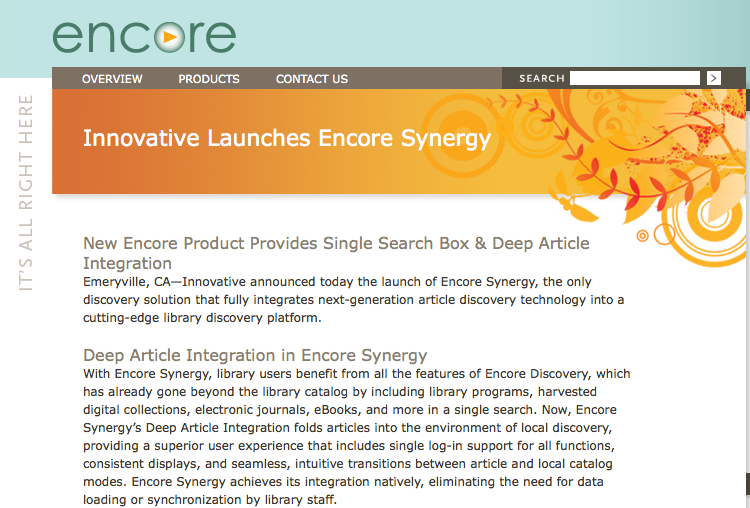 encore
OVERVIEW PRODUCTS CONTACT US SEARCH >
IT'S ALL RIGHT HERE
Innovative Launches Encore Synergy
New Encore Product Provides Single Search Box & Deep Article
Integration
Emeryville, CA—Innovative announced today the launch of Encore Synergy, the only
discovery solution that fully integrates next-generation article discovery technology into a
cutting-edge library discovery platform.
Deep Article Integration in Encore Synergy
With Encore Synergy, library users benefit from all the features of Encore Discovery, which
has already gone beyond the library catalog by including library programs, harvested
digital collections, electronic journals, eBooks, and more in a single search. Now, Encore
Synergy's Deep Article Integration folds articles into the environment of local discovery,
providing a superior user experience that includes single log-in support for all functions,
consistent displays, and seamless, intuitive transitions between article and local catalog
modes. Encore Synergy achieves its integration natively, eliminating the need for data
loading or synchronization by library staff.